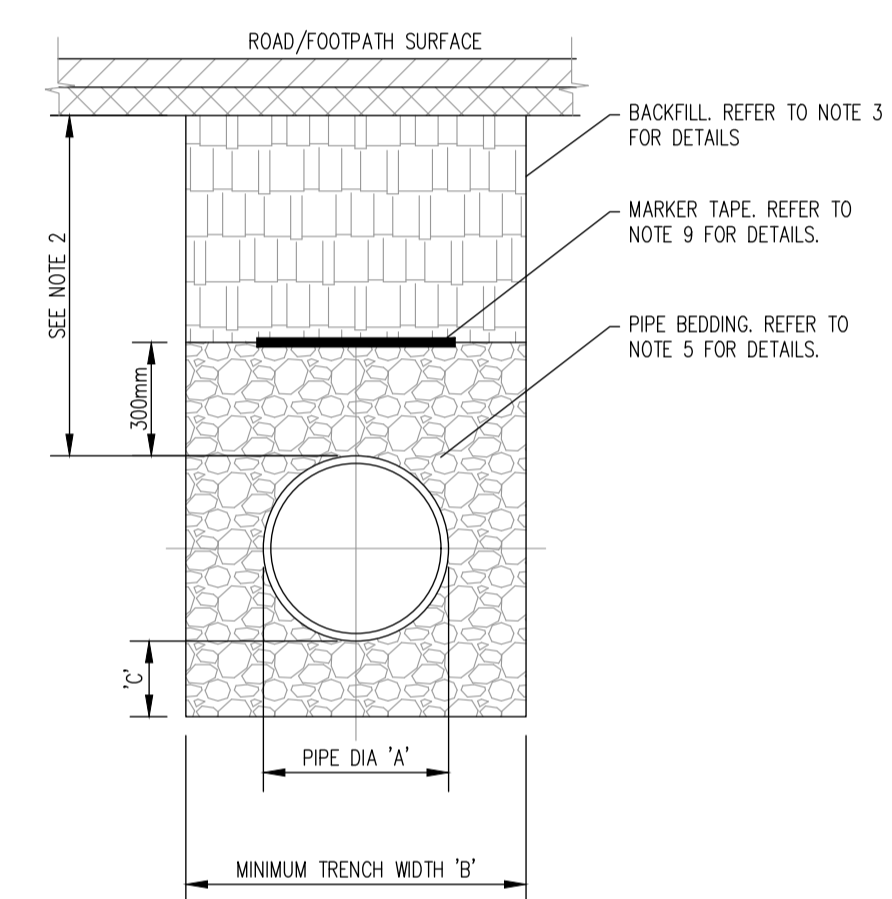 ROAD/FOOTPATH SURFACE
BACKFILL. REFER TO NOTE 3
FOR DETAILS
MARKER TAPE. REFER TO
NOTE 9 FOR DETAILS.
SEE NOTE 2
PIPE BEDDING. REFER TO
NOTE 5 FOR DETAILS.
300mm
'C'
PIPE DIA 'A'
MINIMUM TRENCH WIDTH 'B'